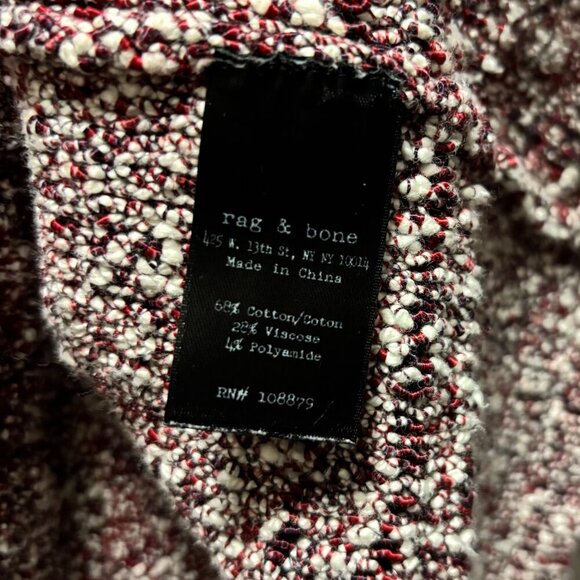 rag & bone
425 W. 13th St, NY NY 10014
Made in China
68% Cotton/Coton
28% Viscose
4% Polyamide
RN# 108879